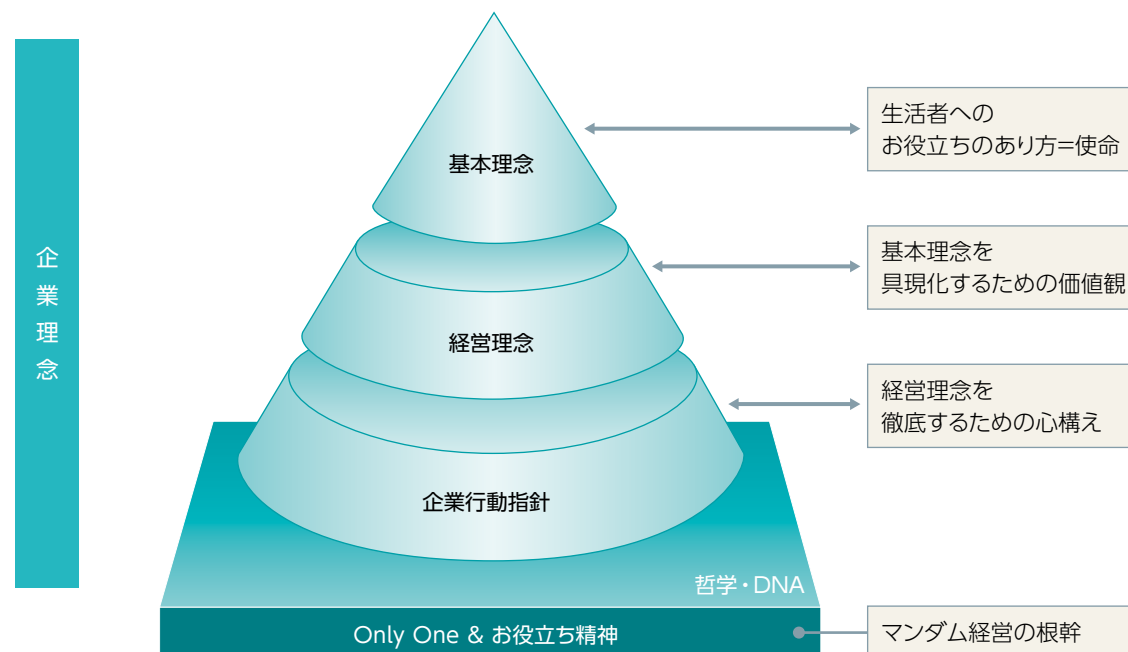 企業理念
基本理念
生活者への
お役立ちのあり方=使命
経営理念
基本理念を
具現化するための価値観
企業行動指針
経営理念を
徹底するための心構え
哲学・DNA
Only One & お役立ち精神
マンダム経営の根幹